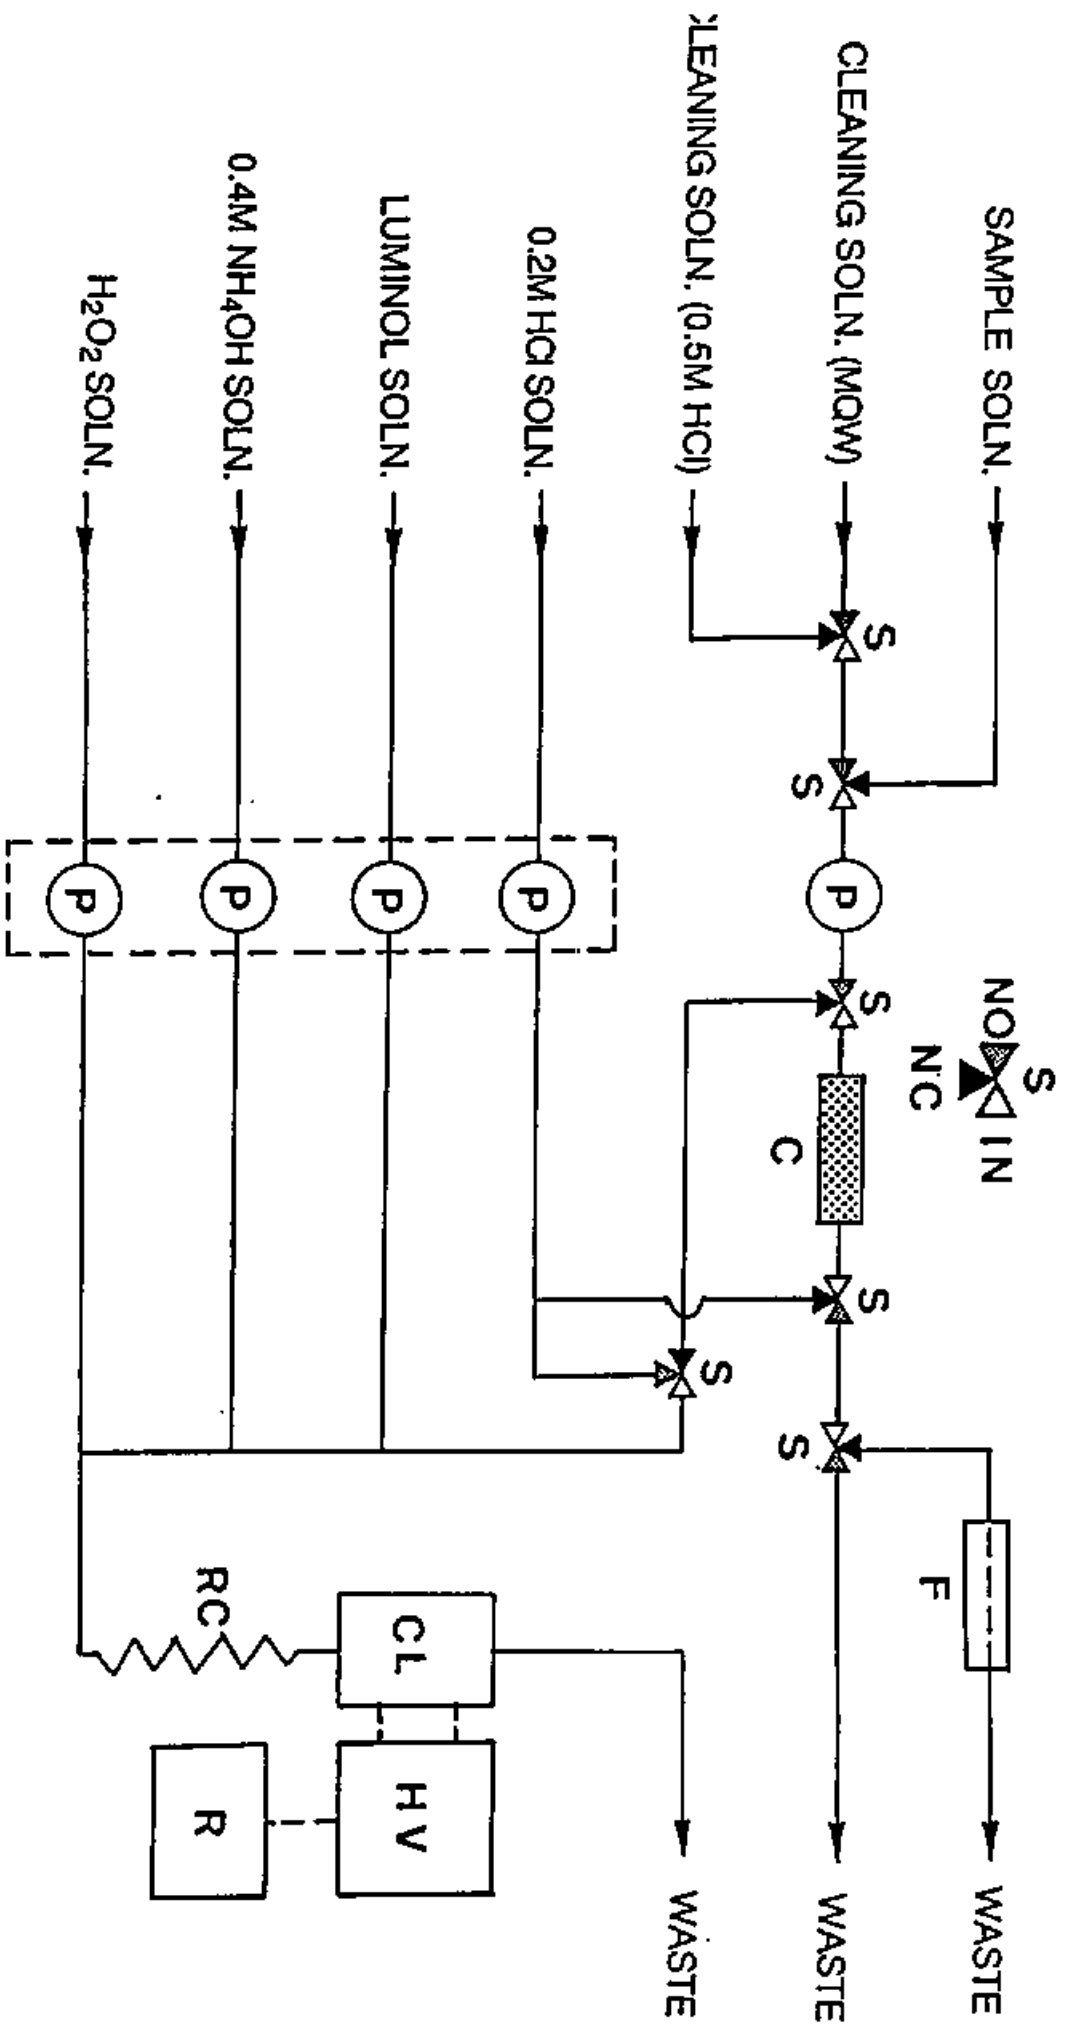 SAMPLE SOLN.
S
NO
IN
NC
F
WASTE
CLEANING SOLN. (MQW)
S
S
P
S
C
S
S
WASTE
CLEANING SOLN. (0.5M HCl)
S
WASTE
0.2M HCl SOLN.
P
LUMINOL SOLN.
P
CL
HV
0.4M NH₄OH SOLN.
P
RC
R
H₂O₂ SOLN.
P